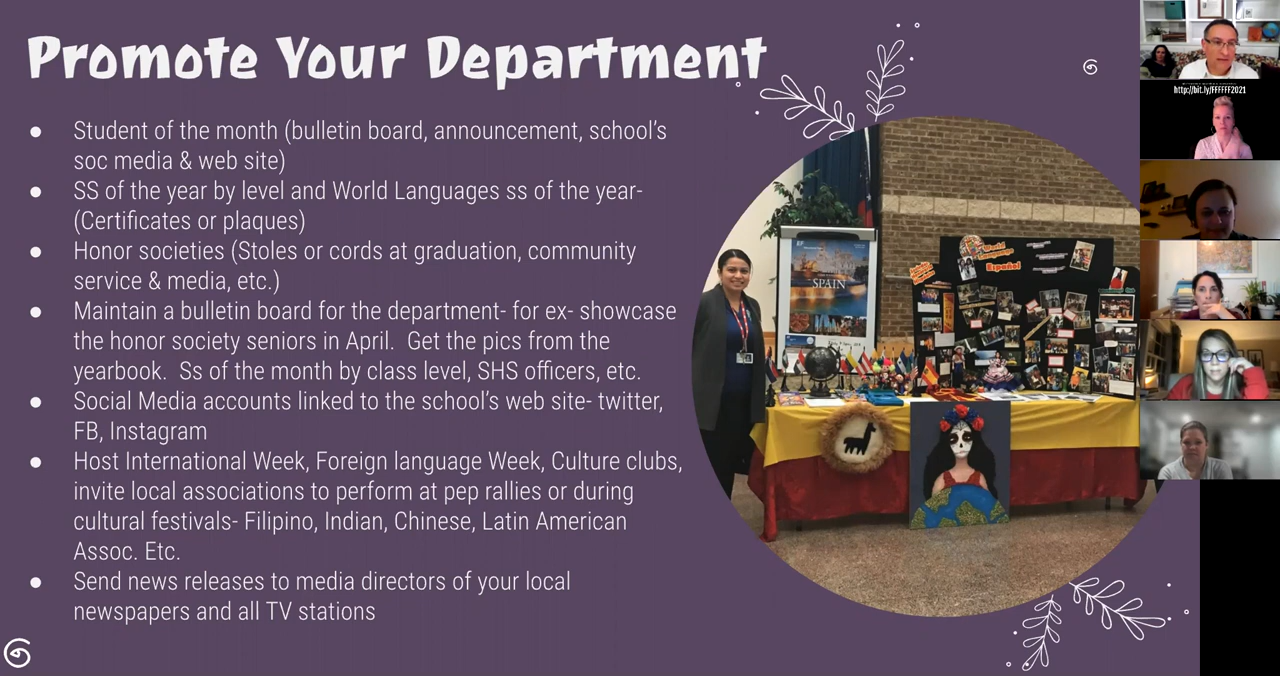 Promote Your Department
● Student of the month (bulletin board, announcement, school's
soc media & web site)
● SS of the year by level and World Languages ss of the year-
(Certificates or plaques)
● Honor societies (Stoles or cords at graduation, community
service & media, etc.)
● Maintain a bulletin board for the department- for ex- showcase
the honor society seniors in April.  Get the pics from the
yearbook.  Ss of the month by class level, SHS officers, etc.
● Social Media accounts linked to the school's web site- twitter,
FB, Instagram
● Host International Week, Foreign language Week, Culture clubs,
invite local associations to perform at pep rallies or during
cultural festivals- Filipino, Indian, Chinese, Latin American
Assoc. Etc.
● Send news releases to media directors of your local
newspapers and all TV stations
EF
SPAIN
World
Language
Español
http://bit.ly/FFFFFF2021